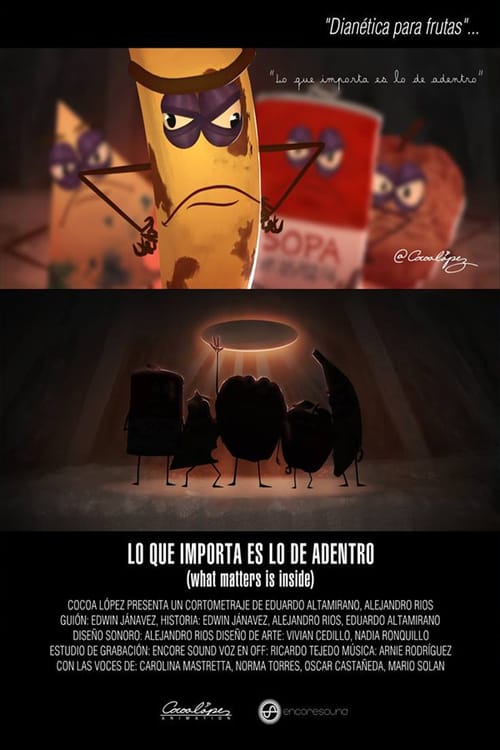 "Dianética para frutas"...
"Lo que importa es lo de adentro"
SOPA
@CocoaLópez
LO QUE IMPORTA ES LO DE ADENTRO
(what matters is inside)
COCOA LÓPEZ PRESENTA UN CORTOMETRAJE DE EDUARDO ALTAMIRANO, ALEJANDRO RIOS
GUIÓN: EDWIN JÁNAVEZ, HISTORIA: EDWIN JÁNAVEZ, ALEJANDRO RIOS, EDUARDO ALTAMIRANO
DISEÑO SONORO: ALEJANDRO RIOS DISEÑO DE ARTE: VIVIAN CEDILLO, NADIA RONQUILLO
ESTUDIO DE GRABACIÓN: ENCORE SOUND VOZ EN OFF: RICARDO TEJEDO MÚSICA: ARNIE RODRÍGUEZ
CON LAS VOCES DE: CAROLINA MASTRETTA, NORMA TORRES, OSCAR CASTAÑEDA, MARIO SOLAN
CocoaLópez
ANIMATION
encoresound